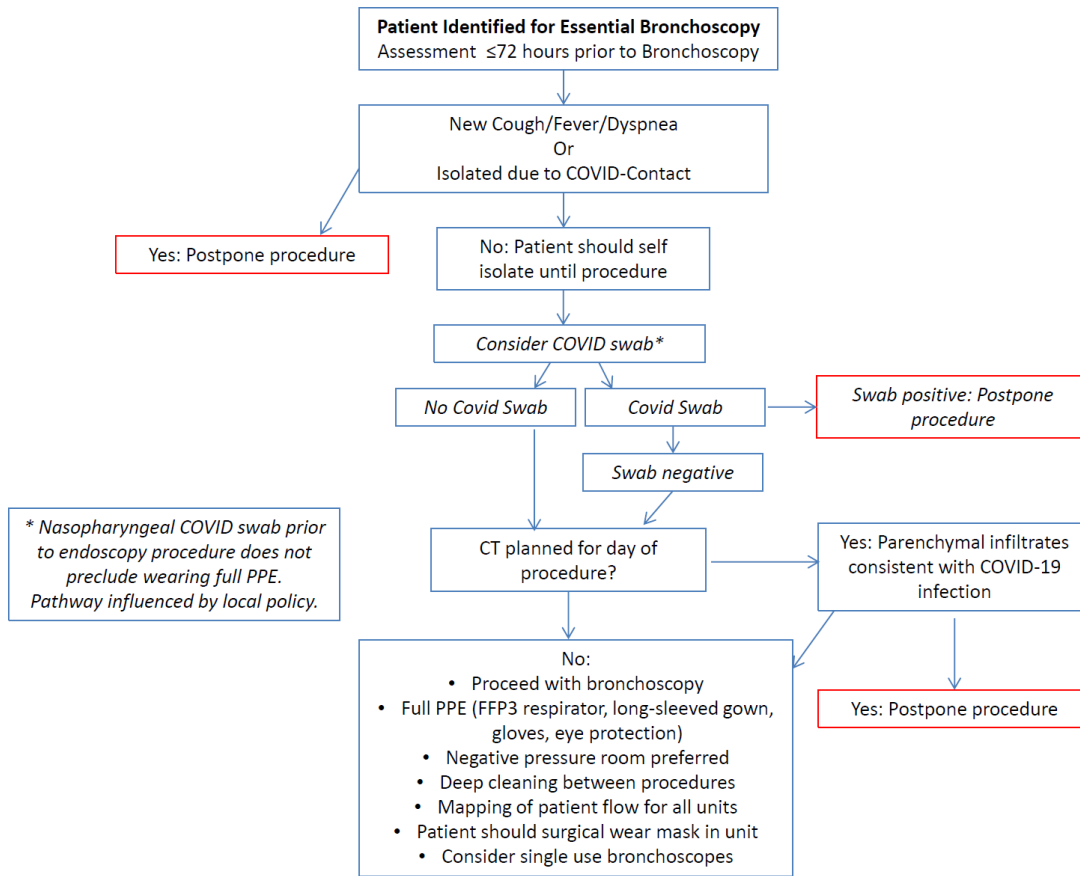 Patient Identified for Essential Bronchoscopy
Assessment ≤72 hours prior to Bronchoscopy
New Cough/Fever/Dyspnea
Or
Isolated due to COVID-Contact
Yes: Postpone procedure
No: Patient should self
isolate until procedure
Consider COVID swab*
No Covid Swab
Covid Swab
Swab positive: Postpone
procedure
Swab negative
* Nasopharyngeal COVID swab prior
to endoscopy procedure does not
preclude wearing full PPE.
Pathway influenced by local policy.
CT planned for day of
procedure?
Yes: Parenchymal infiltrates
consistent with COVID-19
infection
Yes: Postpone procedure
No:
• Proceed with bronchoscopy
• Full PPE (FFP3 respirator, long-sleeved gown,
gloves, eye protection)
• Negative pressure room preferred
• Deep cleaning between procedures
• Mapping of patient flow for all units
• Patient should surgical wear mask in unit
• Consider single use bronchoscopes